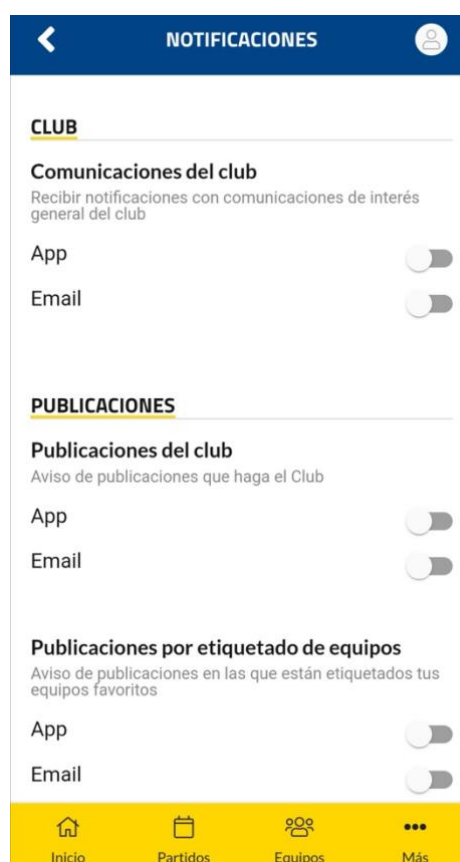 NOTIFICACIONES
CLUB
Comunicaciones del club
Recibir notificaciones con comunicaciones de interés
general del club
App
Email
PUBLICACIONES
Publicaciones del club
Aviso de publicaciones que haga el Club
App
Email
Publicaciones por etiquetado de equipos
Aviso de publicaciones en las que están etiquetados tus
equipos favoritos
App
Email
Inicio Partidos Equipos Más